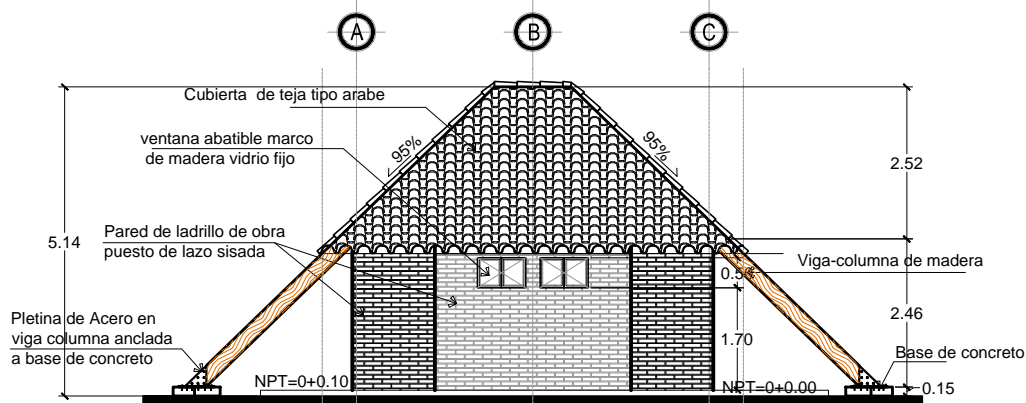 A B C
Cubierta de teja tipo arabe
ventana abatible marco
de madera vidrio fijo
95%
95%
2.52
5.14
Pared de ladrillo de obra
puesto de lazo sisada
Viga-columna de madera
0.5
Pletina de Acero en
viga columna anclada
a base de concreto
2.46
1.70
Base de concreto
NPT=0+0.10
NPT=0+0.00
0.15